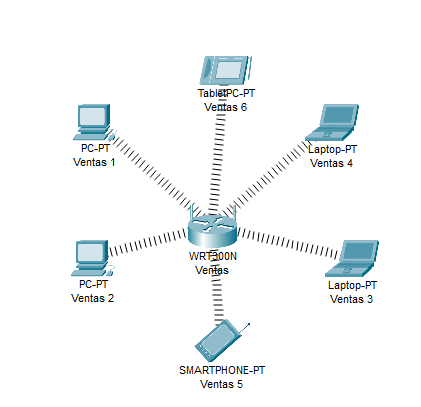 TabletPC-PT
Ventas 6
PC-PT
Ventas 1
Laptop-PT
Ventas 4
WRT300N
Ventas
PC-PT
Ventas 2
Laptop-PT
Ventas 3
SMARTPHONE-PT
Ventas 5